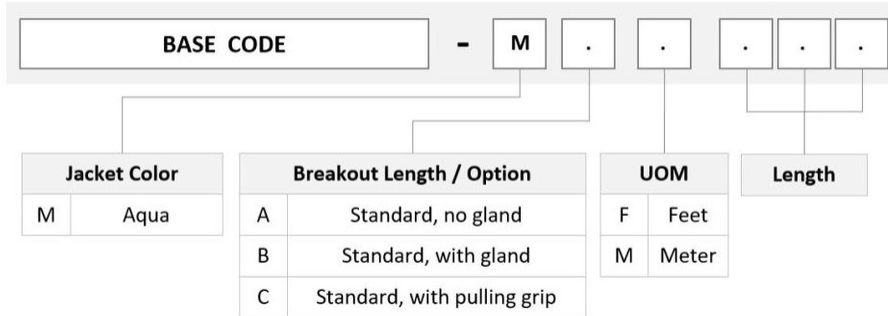 BASE CODE - M . . . . .
Jacket Color
M Aqua
Breakout Length / Option
A Standard, no gland
B Standard, with gland
C Standard, with pulling grip
UOM
F Feet
M Meter
Length